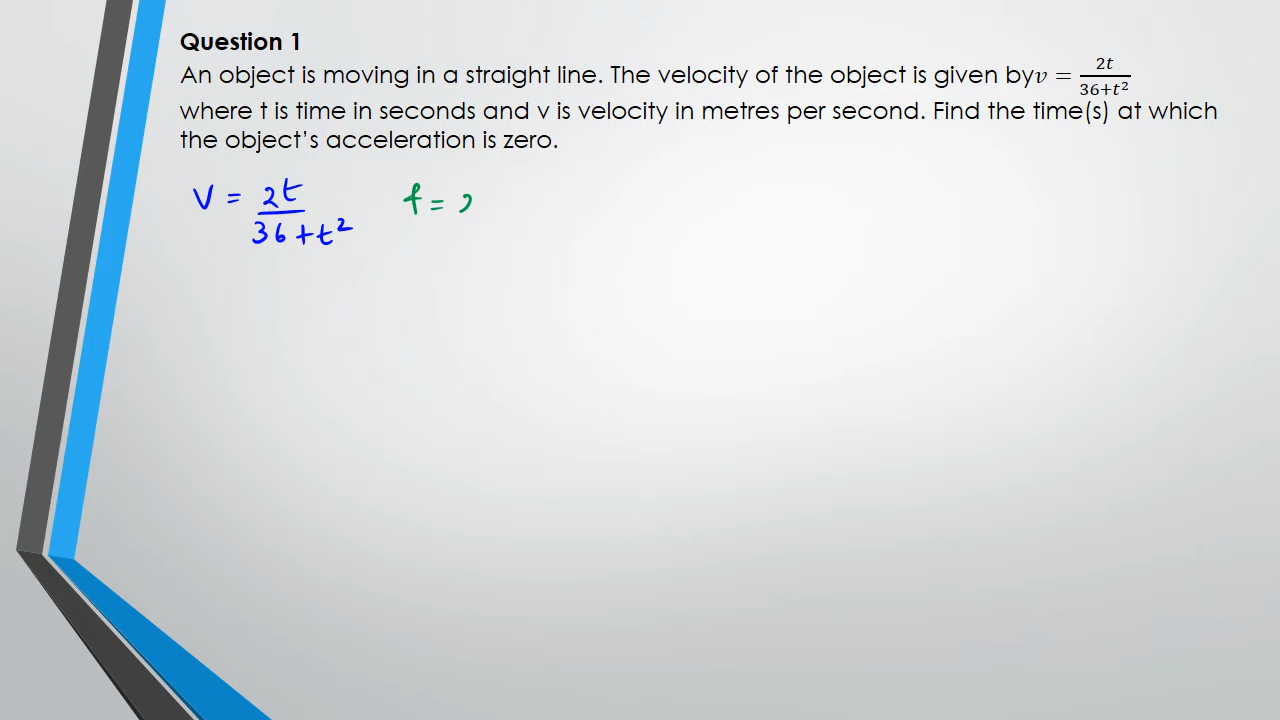 Question 1
An object is moving in a straight line. The velocity of the object is given by v = 2t/(36+t²)
where t is time in seconds and v is velocity in metres per second. Find the time(s) at which
the object's acceleration is zero.
V = 2t/(36+t²) f =